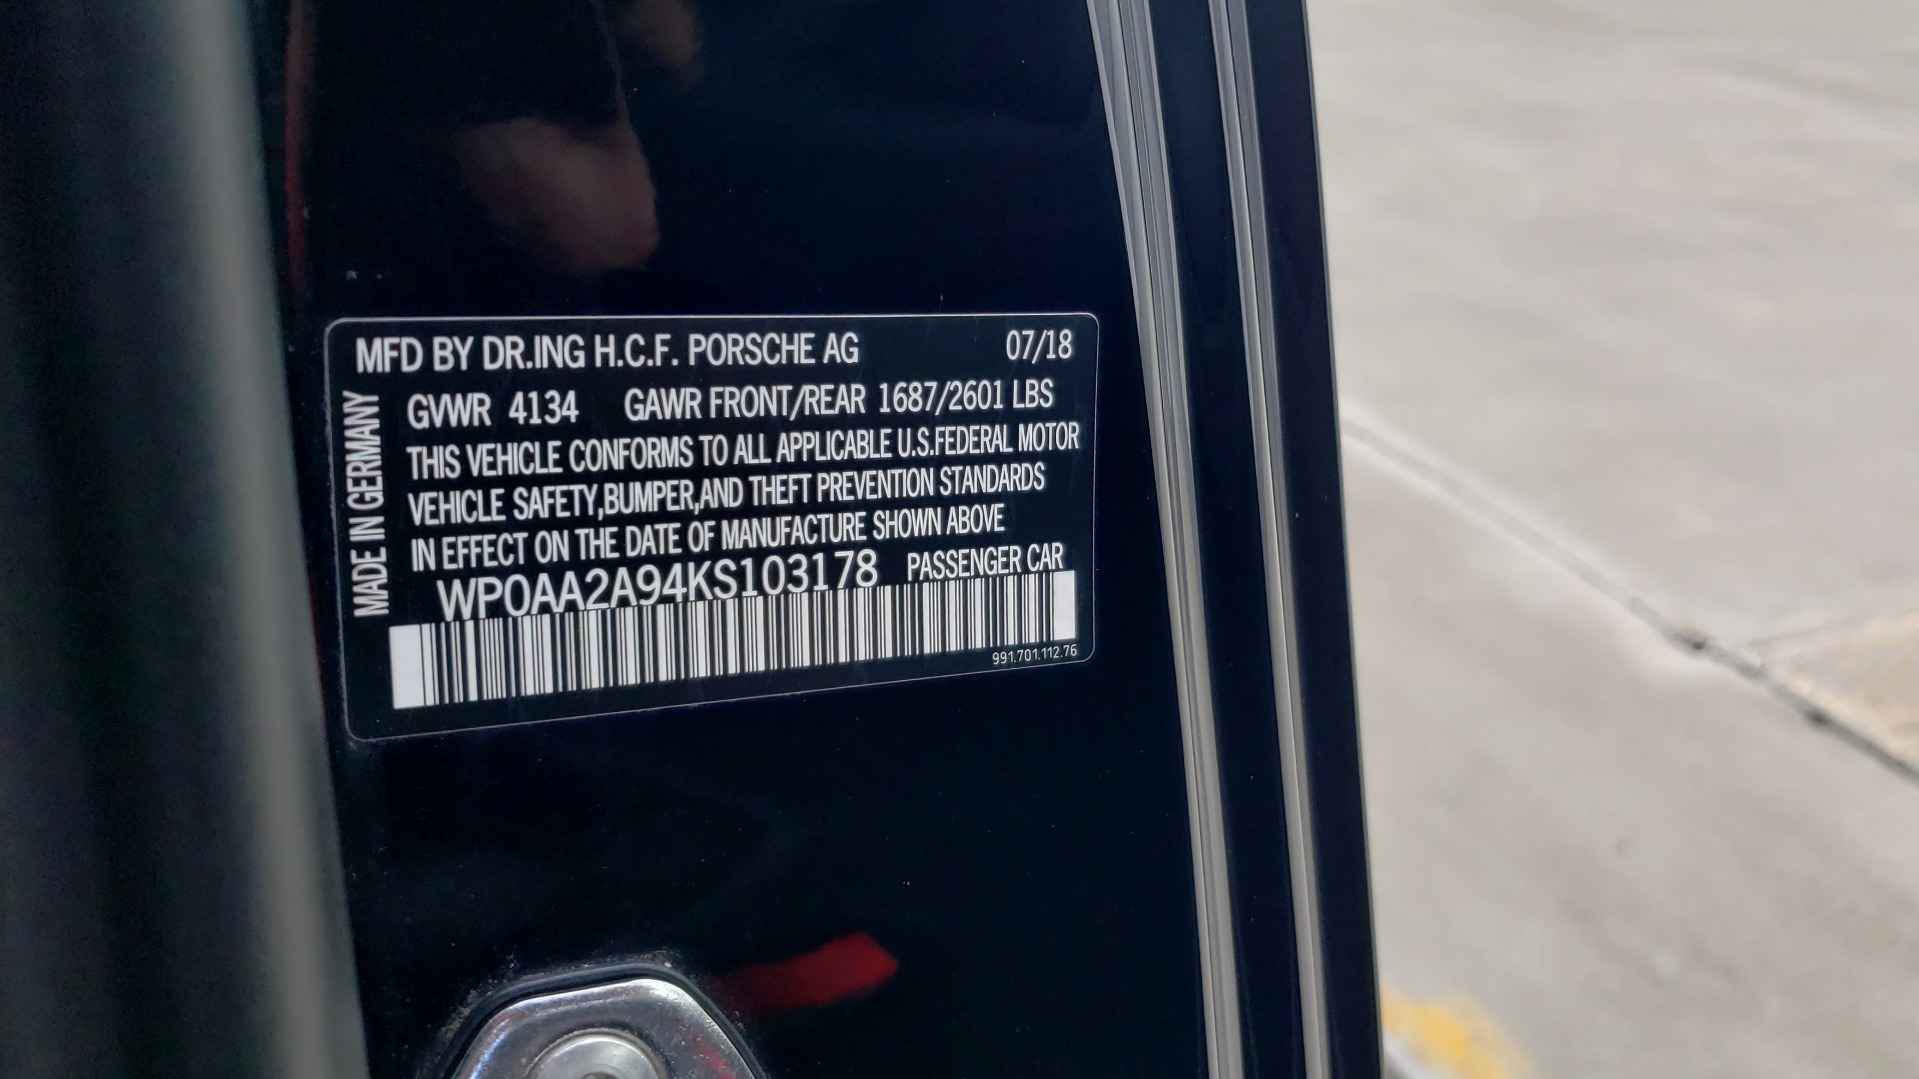 MFD BY DR.ING H.C.F. PORSCHE AG 07/18
GVWR 4134 GAWR FRONT/REAR 1687/2601 LBS
THIS VEHICLE CONFORMS TO ALL APPLICABLE U.S.FEDERAL MOTOR
VEHICLE SAFETY,BUMPER,AND THEFT PREVENTION STANDARDS
IN EFFECT ON THE DATE OF MANUFACTURE SHOWN ABOVE
WP0AA2A94KS103178 PASSENGER CAR
991.701.112.76
MADE IN GERMANY